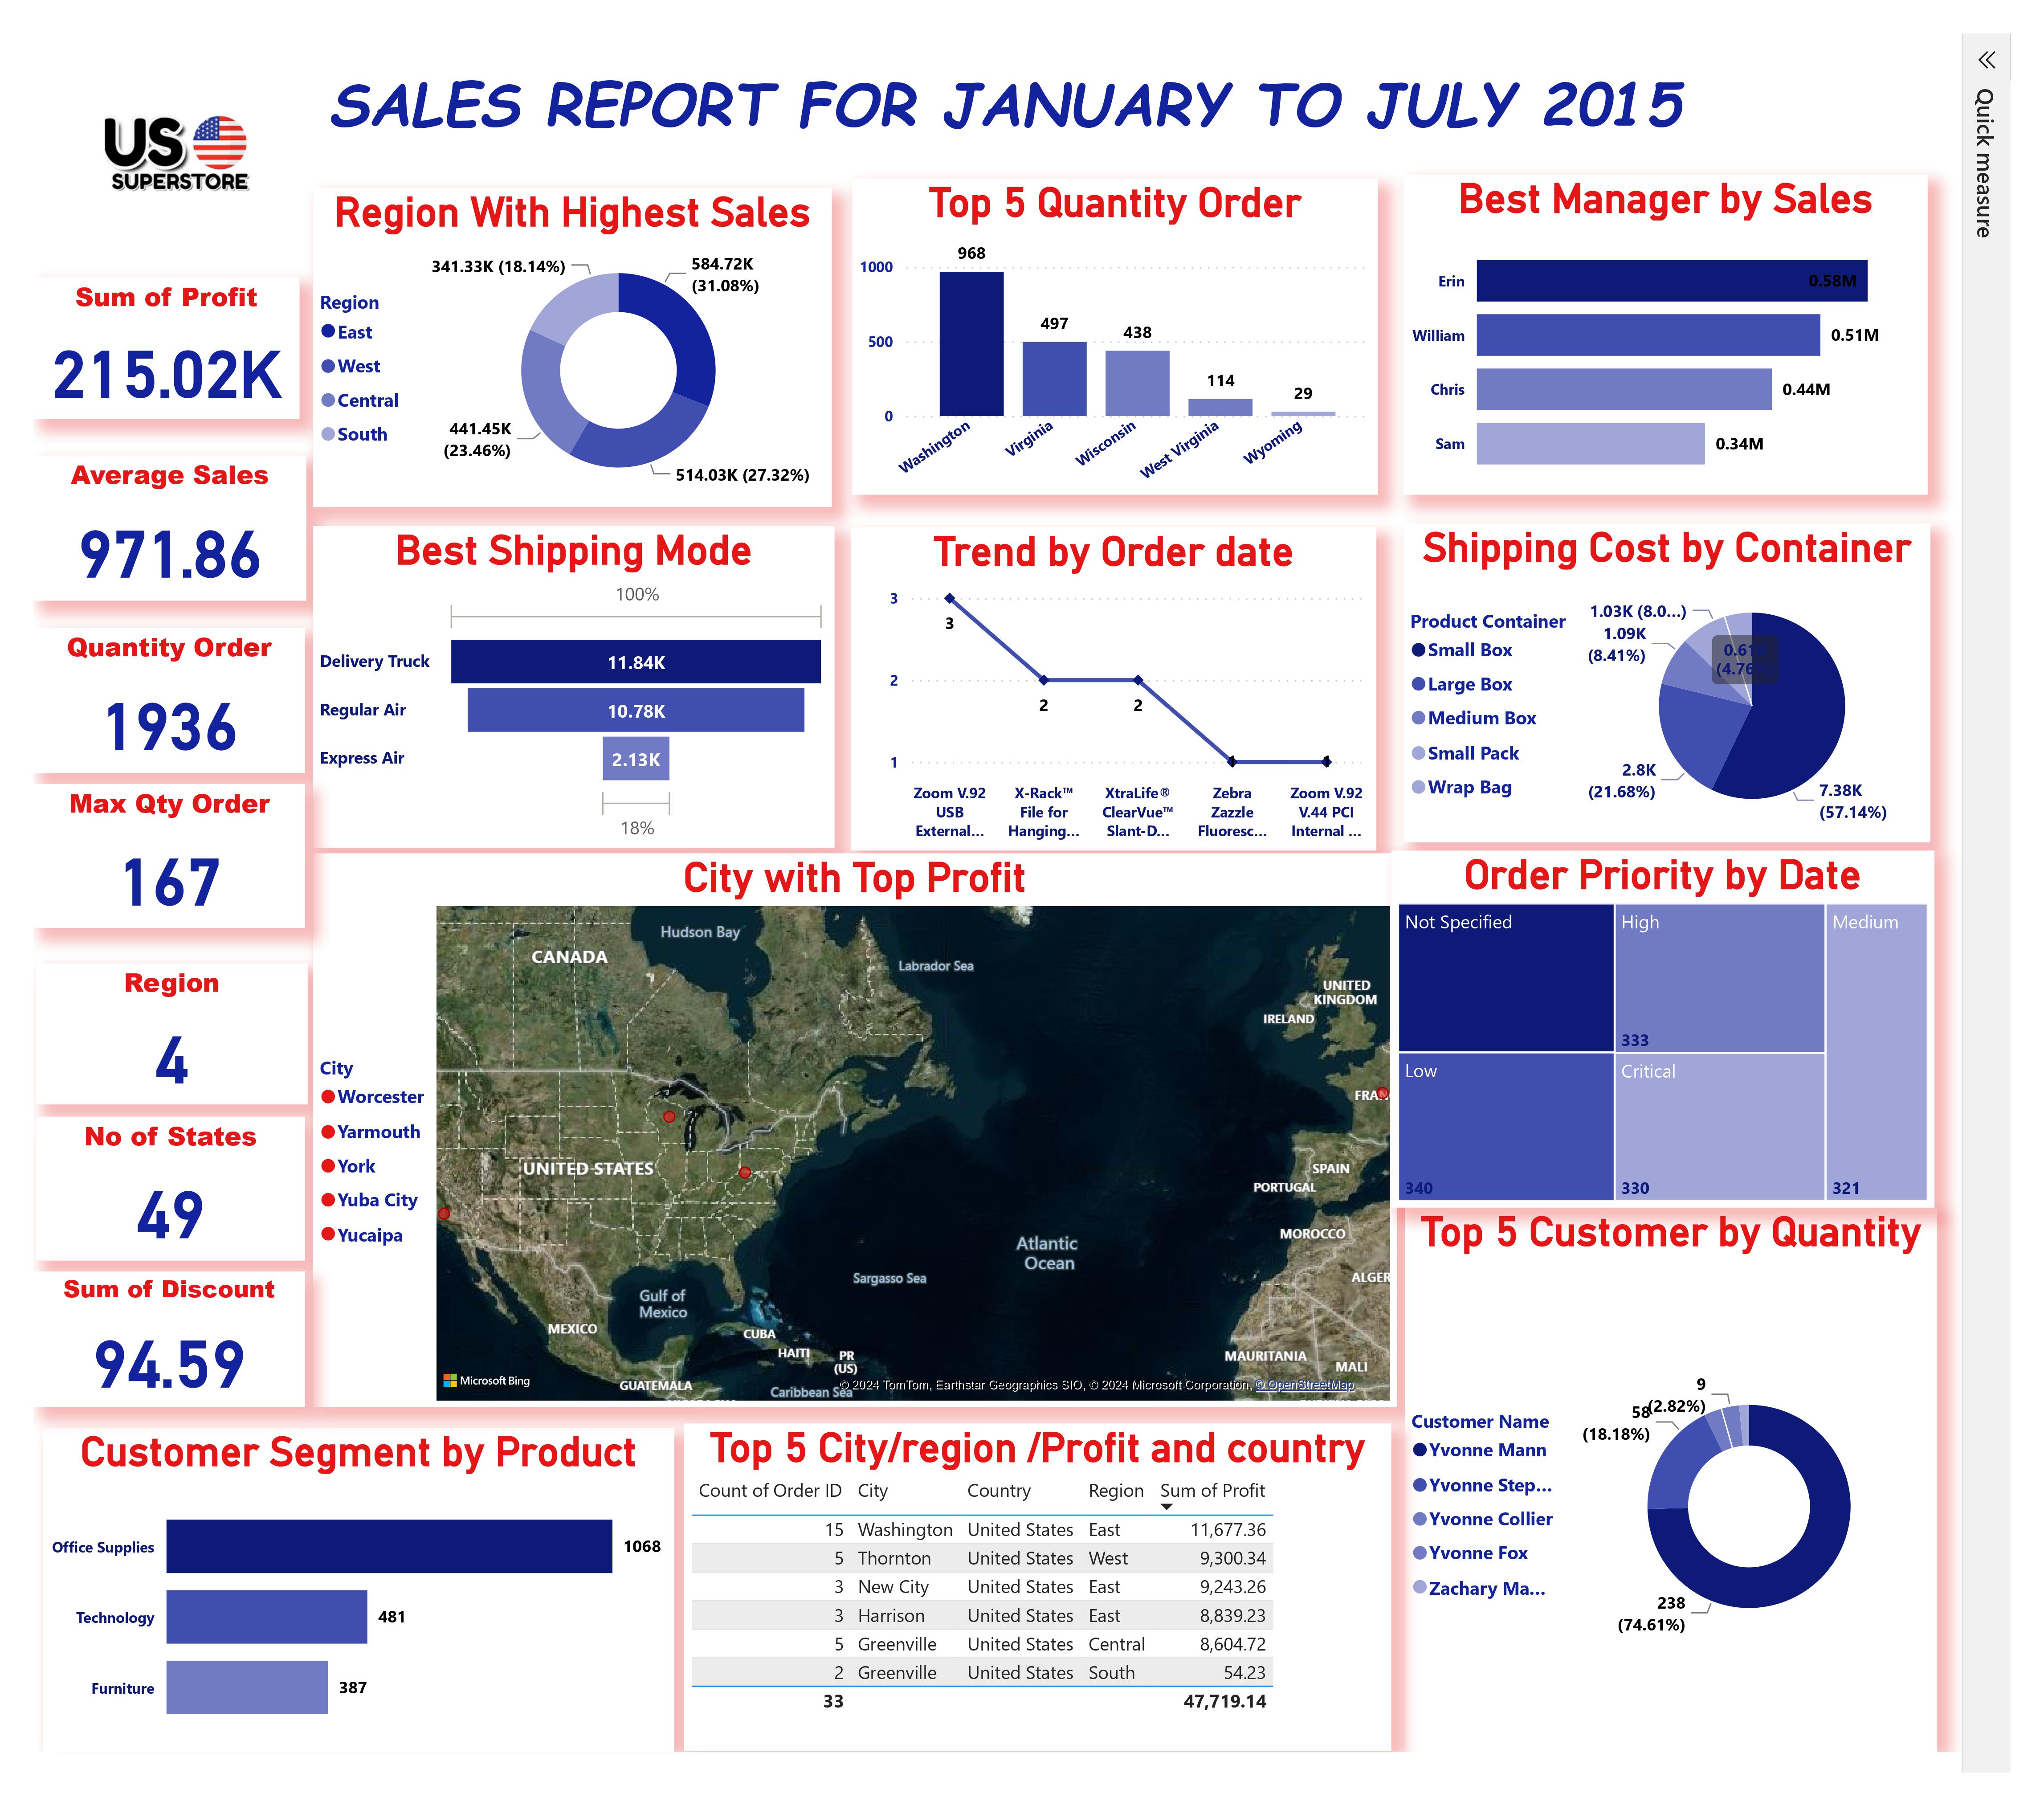 SALES REPORT FOR JANUARY TO JULY 2015
US
SUPERSTORE
Quick measure
Sum of Profit
215.02K
Average Sales
971.86
Quantity Order
1936
Max Qty Order
167
Region
4
No of States
49
Sum of Discount
94.59
Region With Highest Sales
Region
East
West
Central
South
341.33K (18.14%)
584.72K
(31.08%)
441.45K
(23.46%)
514.03K (27.32%)
Top 5 Quantity Order
1000
500
0
968
497
438
114
29
Washington
Virginia
Wisconsin
West Virginia
Wyoming
Best Manager by Sales
Erin
0.58M
William
0.51M
Chris
0.44M
Sam
0.34M
Best Shipping Mode
100%
Delivery Truck
11.84K
Regular Air
10.78K
Express Air
2.13K
18%
Trend by Order date
3
2
1
3
2
2
Zoom V.92
USB
External...
X-Rack™
File for
Hanging...
XtraLife®
ClearVue™
Slant-D...
Zebra
Zazzle
Fluoresc...
Zoom V.92
V.44 PCI
Internal ...
Shipping Cost by Container
Product Container
Small Box
Large Box
Medium Box
Small Pack
Wrap Bag
1.03K (8.0...)
1.09K
(8.41%)
2.8K
(21.68%)
7.38K
(57.14%)
City with Top Profit
City
Worcester
Yarmouth
York
Yuba City
Yucaipa
Hudson Bay
CANADA
Labrador Sea
UNITED
KINGDOM
IRELAND
UNITED STATES
SPAIN
PORTUGAL
MOROCCO
Atlantic
Ocean
Sargasso Sea
ALGER
Gulf of
Mexico
MEXICO
CUBA
HAITI
PR
(US)
MAURITANIA
MALI
GUATEMALA
Caribbean Sea
Microsoft Bing
© 2024 TomTom, Earthstar Geographics SIO, © 2024 Microsoft Corporation, © OpenStreetMap
Order Priority by Date
Not Specified
High
333
Medium
321
Low
340
Critical
330
Top 5 Customer by Quantity
Customer Name
Yvonne Mann
Yvonne Step...
Yvonne Collier
Yvonne Fox
Zachary Ma...
9
(2.82%)
58
(18.18%)
238
(74.61%)
Customer Segment by Product
Office Supplies
1068
Technology
481
Furniture
387
Top 5 City/region /Profit and country
Count of Order ID City Country Region Sum of Profit
15 Washington United States East 11,677.36
5 Thornton United States West 9,300.34
3 New City United States East 9,243.26
3 Harrison United States East 8,839.23
5 Greenville United States Central 8,604.72
2 Greenville United States South 54.23
33 47,719.14